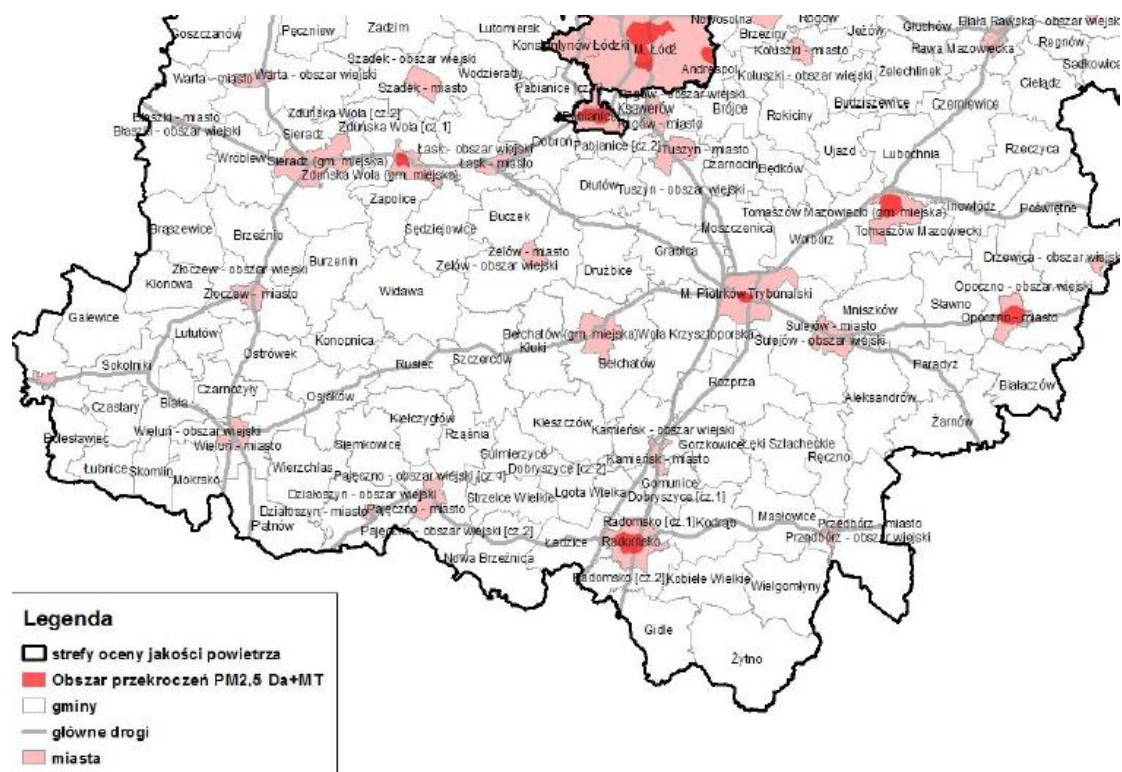 Goszczanów
Pęczniew
Zadzim
Lutomiersk
Konstantynów Łódzki
M. Łódź
Nowosolna
Brzeziny
Rogów
Koluszki - miasto
Jeżów
Głuchów
Biała Rawska - obszar wiejski
Rawa Mazowiecka
Regnów
Sadkowice
Szadek - obszar wiejski
Warta - miasto
Warta - obszar wiejski
Wodzierady
Szadek - miasto
Andrespol
Koluszki - obszar wiejski
Żelechlinek
Cielądz
Błaszki - miasto
Błaszki - obszar wiejski
Zduńska Wola [cz.2]
Zduńska Wola [cz.1]
Sieradz
Pabianice
Ksawerów
Brójce
Rokiciny
Budziszewice
Czerniewice
Wróblew
Sieradz (gm. miejska)
Zduńska Wola (gm. miejska)
Łask - obszar wiejski
Łask - miasto
Dobroń
Pabianice [cz.2]
Tuszyn - miasto
Czarnocin
Będków
Ujazd
Lubochnia
Rzeczyca
Zapolice
Dłutów
Tuszyn - obszar wiejski
Buczek
Sędziejowice
Moszczenica
Tomaszów Mazowiecki (gm. miejska)
Inowłódz
Poświętne
Brąszewice
Brzeźnio
Grabica
Wolbórz
Tomaszów Mazowiecki
Burzenin
Zelów - miasto
Zelów - obszar wiejski
Drużbice
Drzewica - obszar wiejski
Złoczew - obszar wiejski
Klonowa
Złoczew - miasto
Widawa
M. Piotrków Trybunalski
Opoczno - obszar wiejski
Mniszków
Sławno
Opoczno - miasto
Galewice
Lututów
Konopnica
Bełchatów (gm. miejska)
Wola Krzysztoporska
Sulejów - miasto
Sulejów - obszar wiejski
Kluki
Ostrówek
Szczerców
Rusiec
Bełchatów
Sokolniki
Paradyż
Rozprza
Białaczów
Czarnożyły
Osjaków
Aleksandrów
Czastary
Biała
Żarnów
Kiełczygłów
Kleszczów
Bolesławiec
Wieluń - obszar wiejski
Wieluń - miasto
Siemkowice
Rząśnia
Kamieńsk - obszar wiejski
Gorzkowice
Łęki Szlacheckie
Ręczno
Sulmierzyce
Kamieńsk - miasto
Łubnice
Skomlin
Mokrsko
Wierzchlas
Pajęczno - obszar wiejski [cz.1]
Dobryszyce [cz.2]
Gomunice
Działoszyn - obszar wiejski
Strzelce Wielkie
Lgota Wielka
Dobryszyce [cz.1]
Działoszyn - miasto
Pajęczno - miasto
Pątnów
Radomsko [cz.1]
Kodrąb
Masłowice
Przedbórz - miasto
Przedbórz - obszar wiejski
Pajęczno - obszar wiejski [cz.2]
Ładzice
Radomsko
Nowa Brzeźnica
Radomsko [cz.2]
Kobiele Wielkie
Wielgomłyny
Gidle
Żytno
Legenda
strefy oceny jakości powietrza
Obszar przekroczeń PM2,5 Da+MT
gminy
główne drogi
miasta